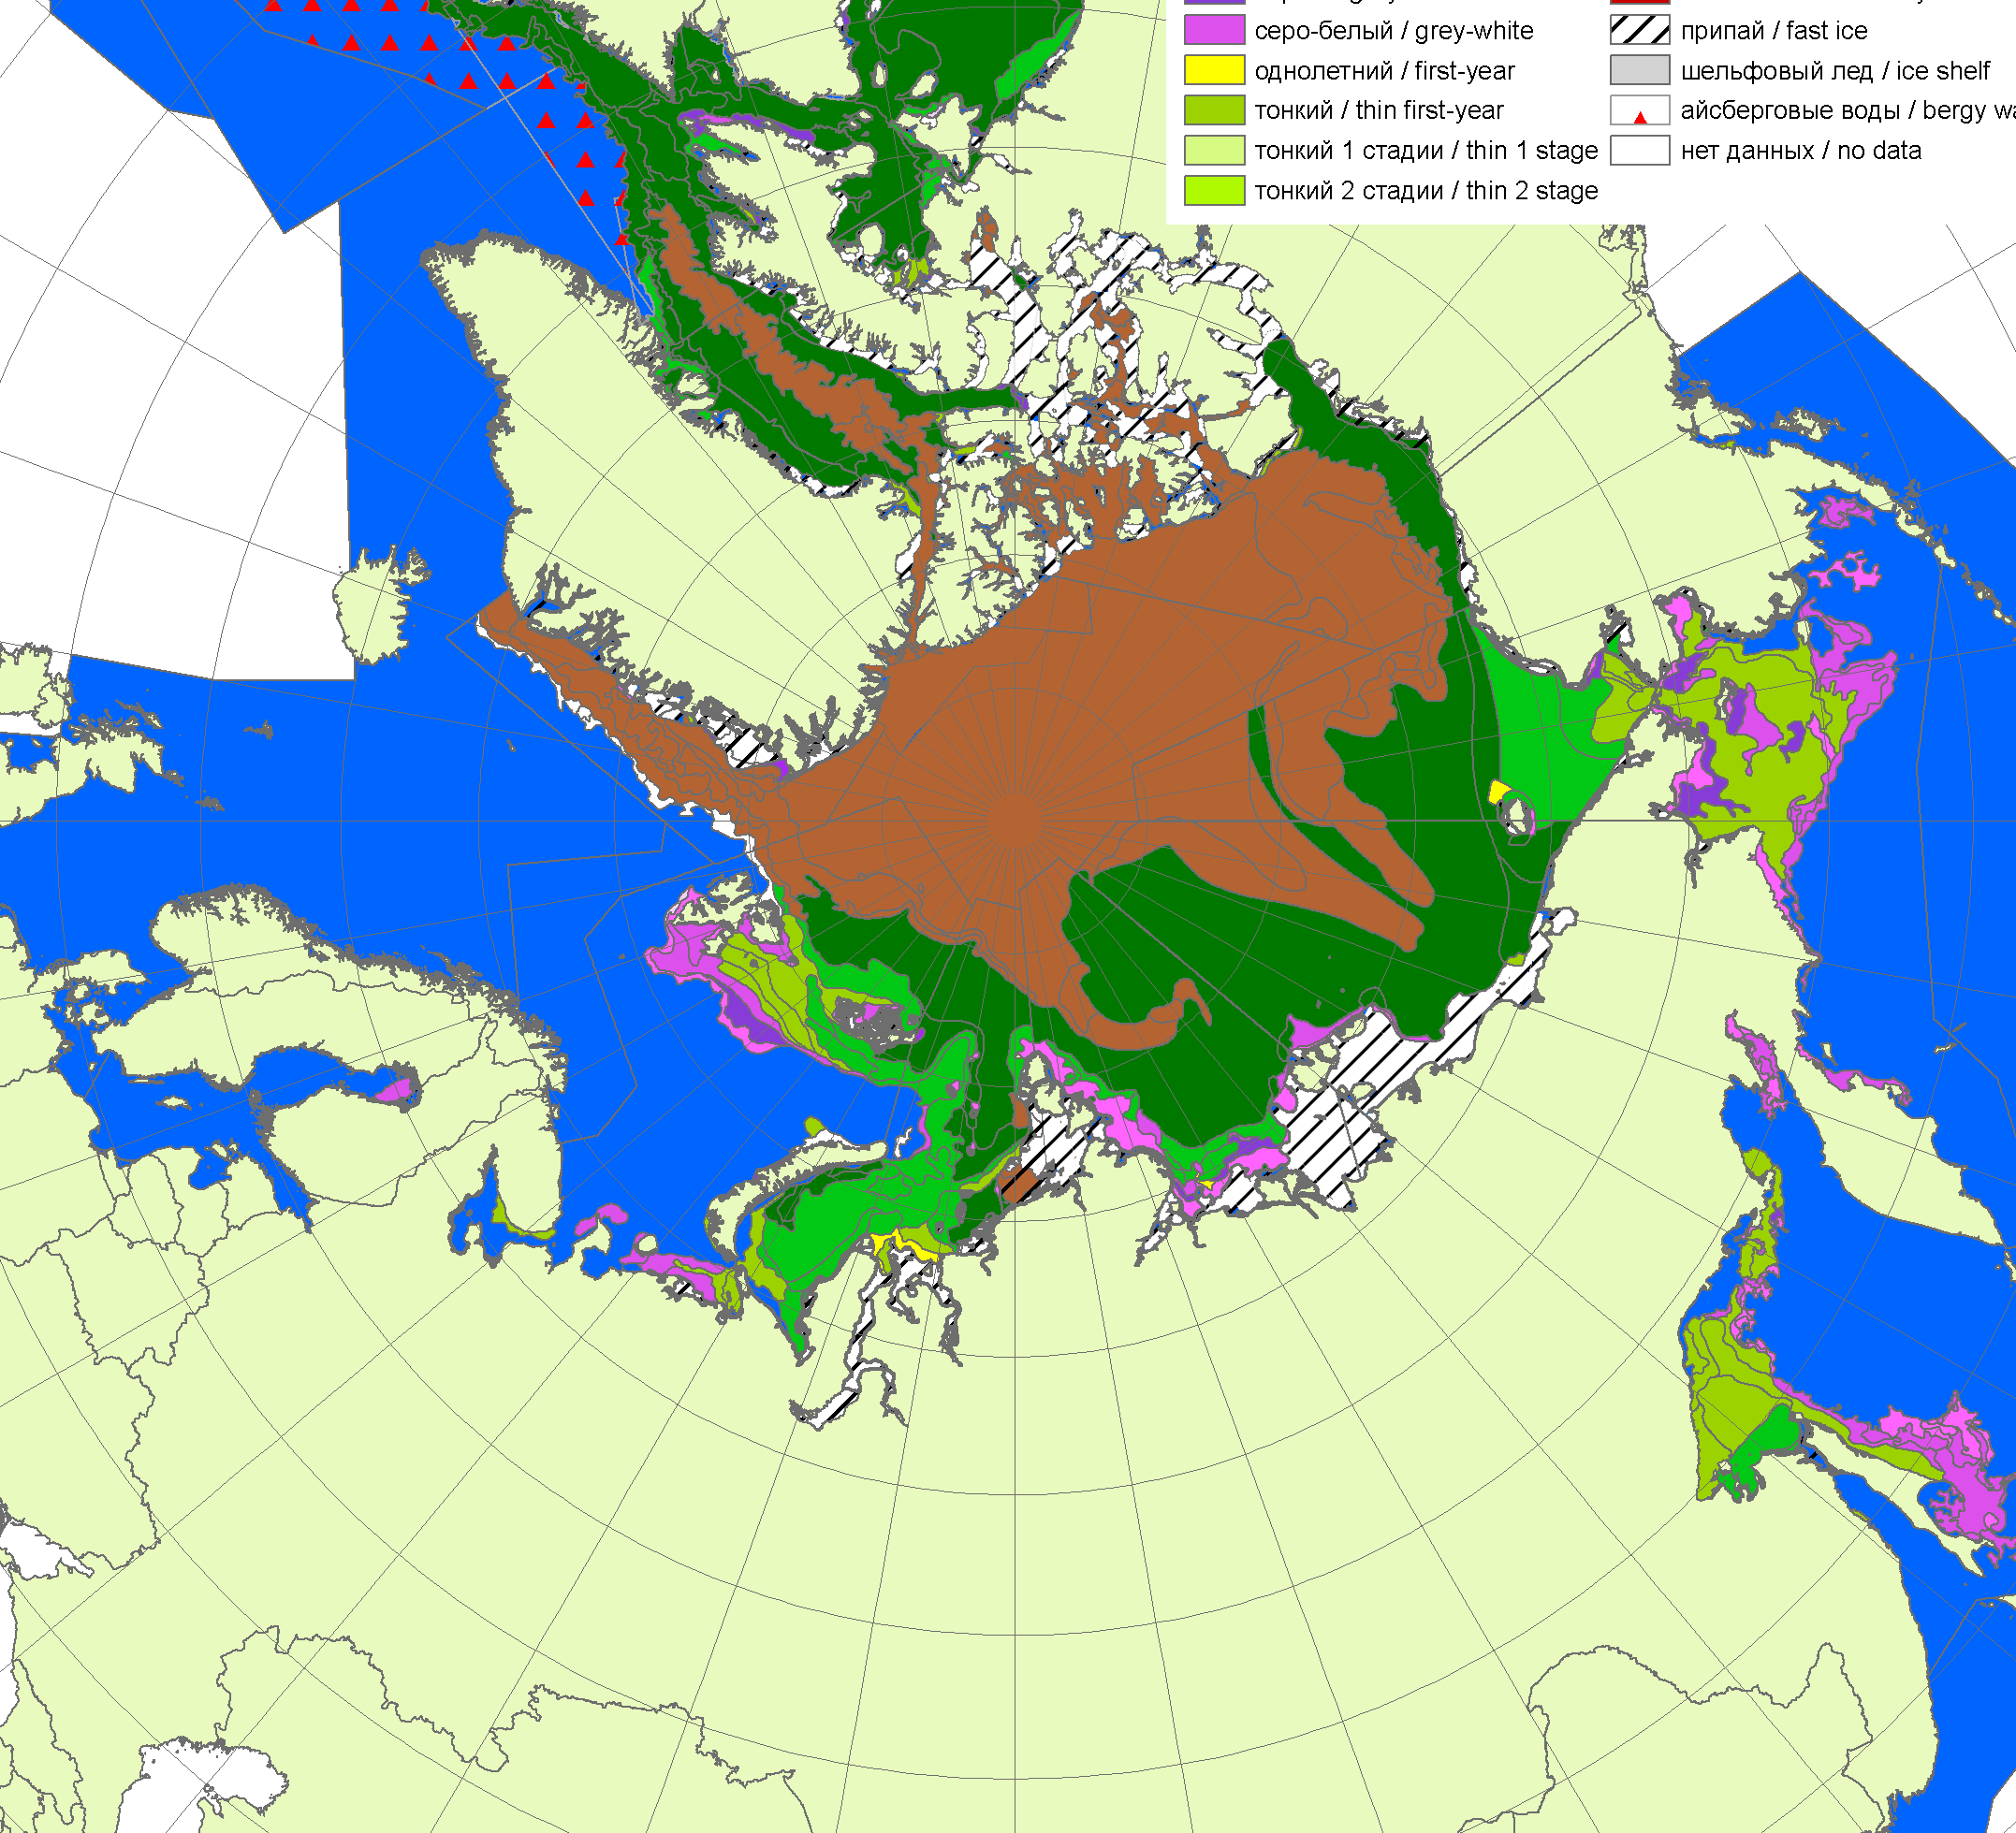 серо-белый / grey-white
однолетний / first-year
тонкий / thin first-year
тонкий 1 стадии / thin 1 stage
тонкий 2 стадии / thin 2 stage
припай / fast ice
шельфовый лед / ice shelf
айсберговые воды / bergy
нет данных / no data